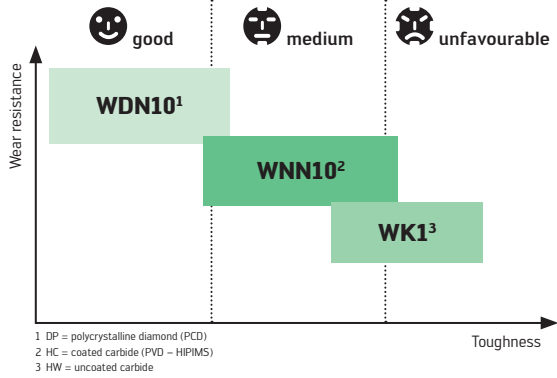 good
medium
unfavourable
Wear resistance
WDN10¹
WNN10²
WK1³
Toughness
1 DP = polycrystalline diamond (PCD)
2 HC = coated carbide (PVD – HIPIMS)
3 HW = uncoated carbide